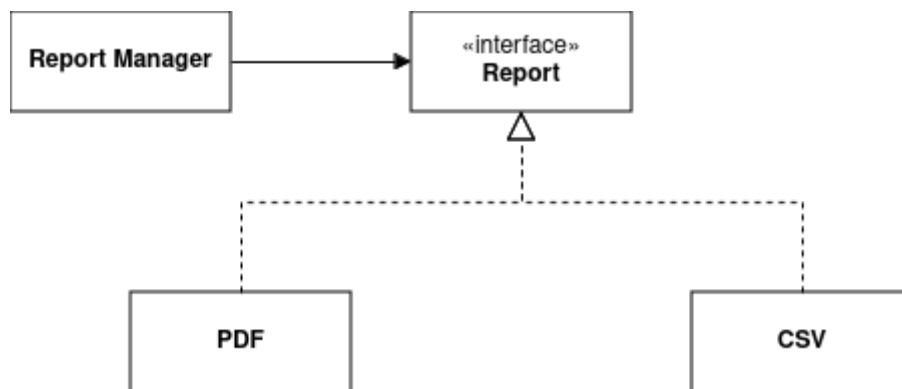 Report Manager
«interface»
Report
PDF
CSV